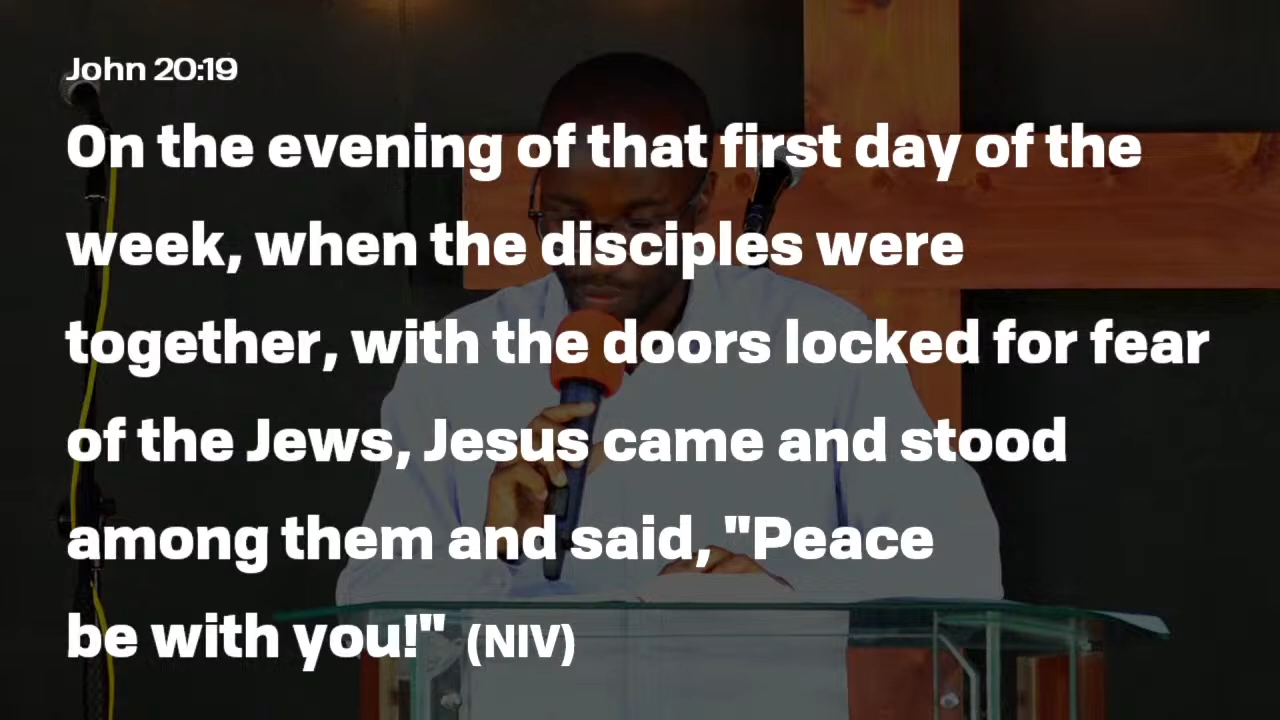 John 20:19
On the evening of that first day of the
week, when the disciples were
together, with the doors locked for fear
of the Jews, Jesus came and stood
among them and said, "Peace
be with you!" (NIV)